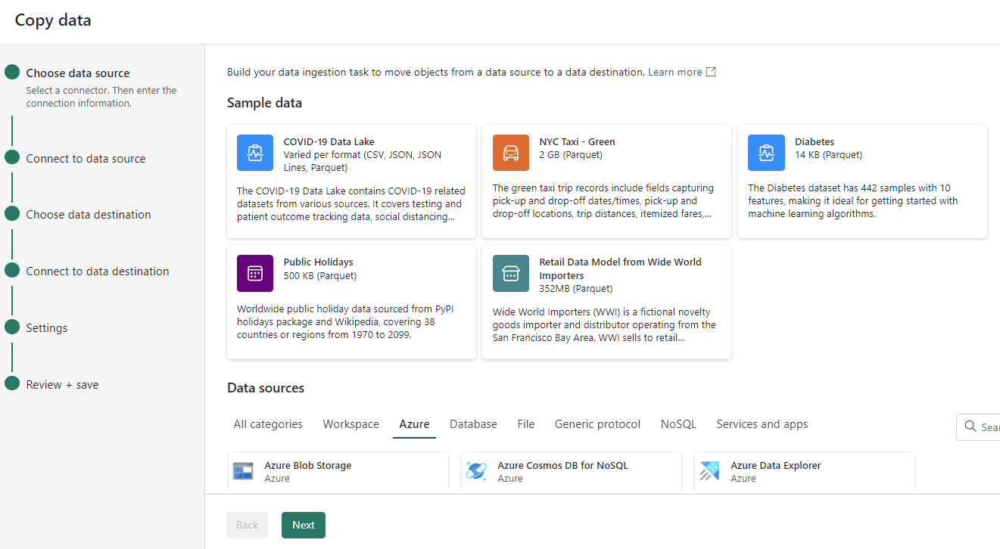 Copy data
Choose data source
Select a connector. Then enter the
connection information.
Connect to data source
Choose data destination
Connect to data destination
Settings
Review + save
Build your data ingestion task to move objects from a data source to a data destination. Learn more
Sample data
COVID-19 Data Lake
Varied per format (CSV, JSON, JSON
Lines, Parquet)
The COVID-19 Data Lake contains COVID-19 related
datasets from various sources. It covers testing and
patient outcome tracking data, social distancing...
NYC Taxi - Green
2 GB (Parquet)
The green taxi trip records include fields capturing
pick-up and drop-off dates/times, pick-up and
drop-off locations, trip distances, itemized fares,...
Diabetes
14 KB (Parquet)
The Diabetes dataset has 442 samples with 10
features, making it ideal for getting started with
machine learning algorithms.
Public Holidays
500 KB (Parquet)
Worldwide public holiday data sourced from PyPI
holidays package and Wikipedia, covering 38
countries or regions from 1970 to 2099.
Retail Data Model from Wide World
Importers
352MB (Parquet)
Wide World Importers (WWI) is a fictional novelty
goods importer and distributor operating from the
San Francisco Bay Area. WWI sells to retail...
Data sources
All categories Workspace Azure Database File Generic protocol NoSQL Services and apps
Sear
Azure Blob Storage
Azure
Azure Cosmos DB for NoSQL
Azure
Azure Data Explorer
Azure
Back Next